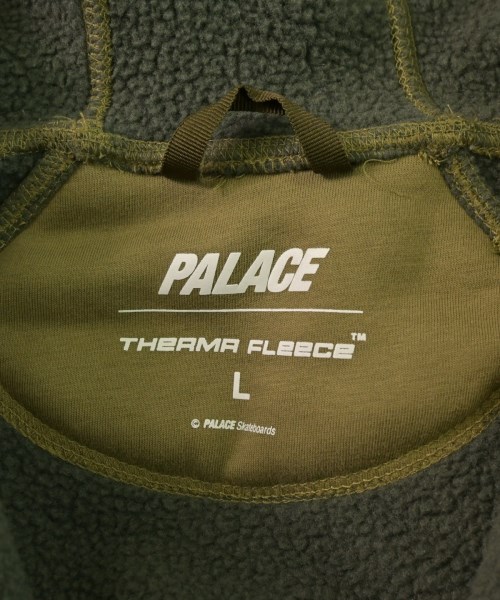 PALACE
THERMA FLEECE™
L
© PALACE Skateboards